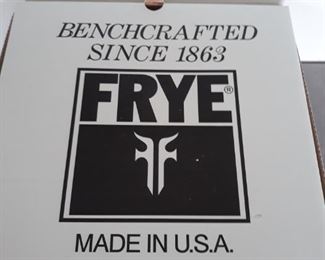 BENCHCRAFTED
SINCE 1863
FRYE®
MADE IN U.S.A.